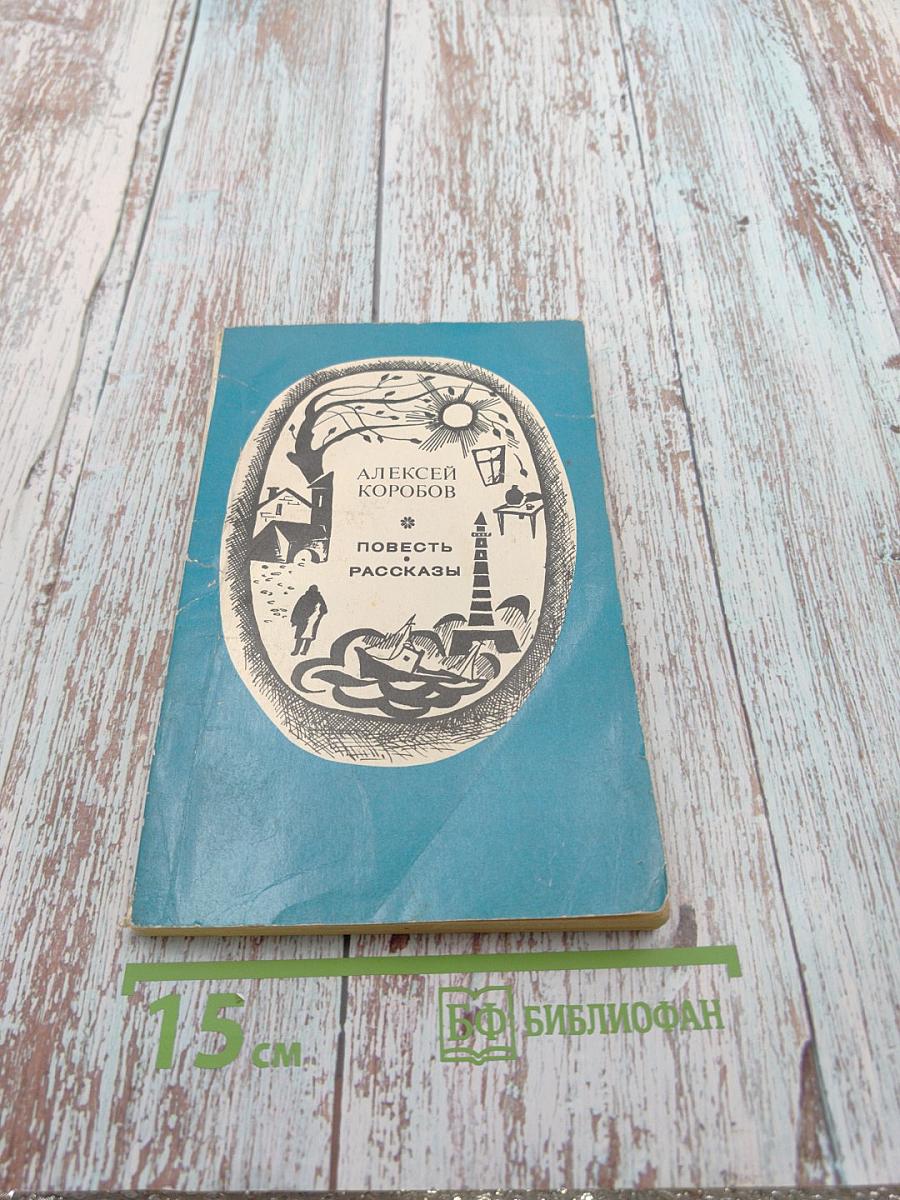 АЛЕКСЕЙ
КОРОБОВ
ПОВЕСТЬ
РАССКАЗЫ
15 см
БФ БИБЛИОФАН